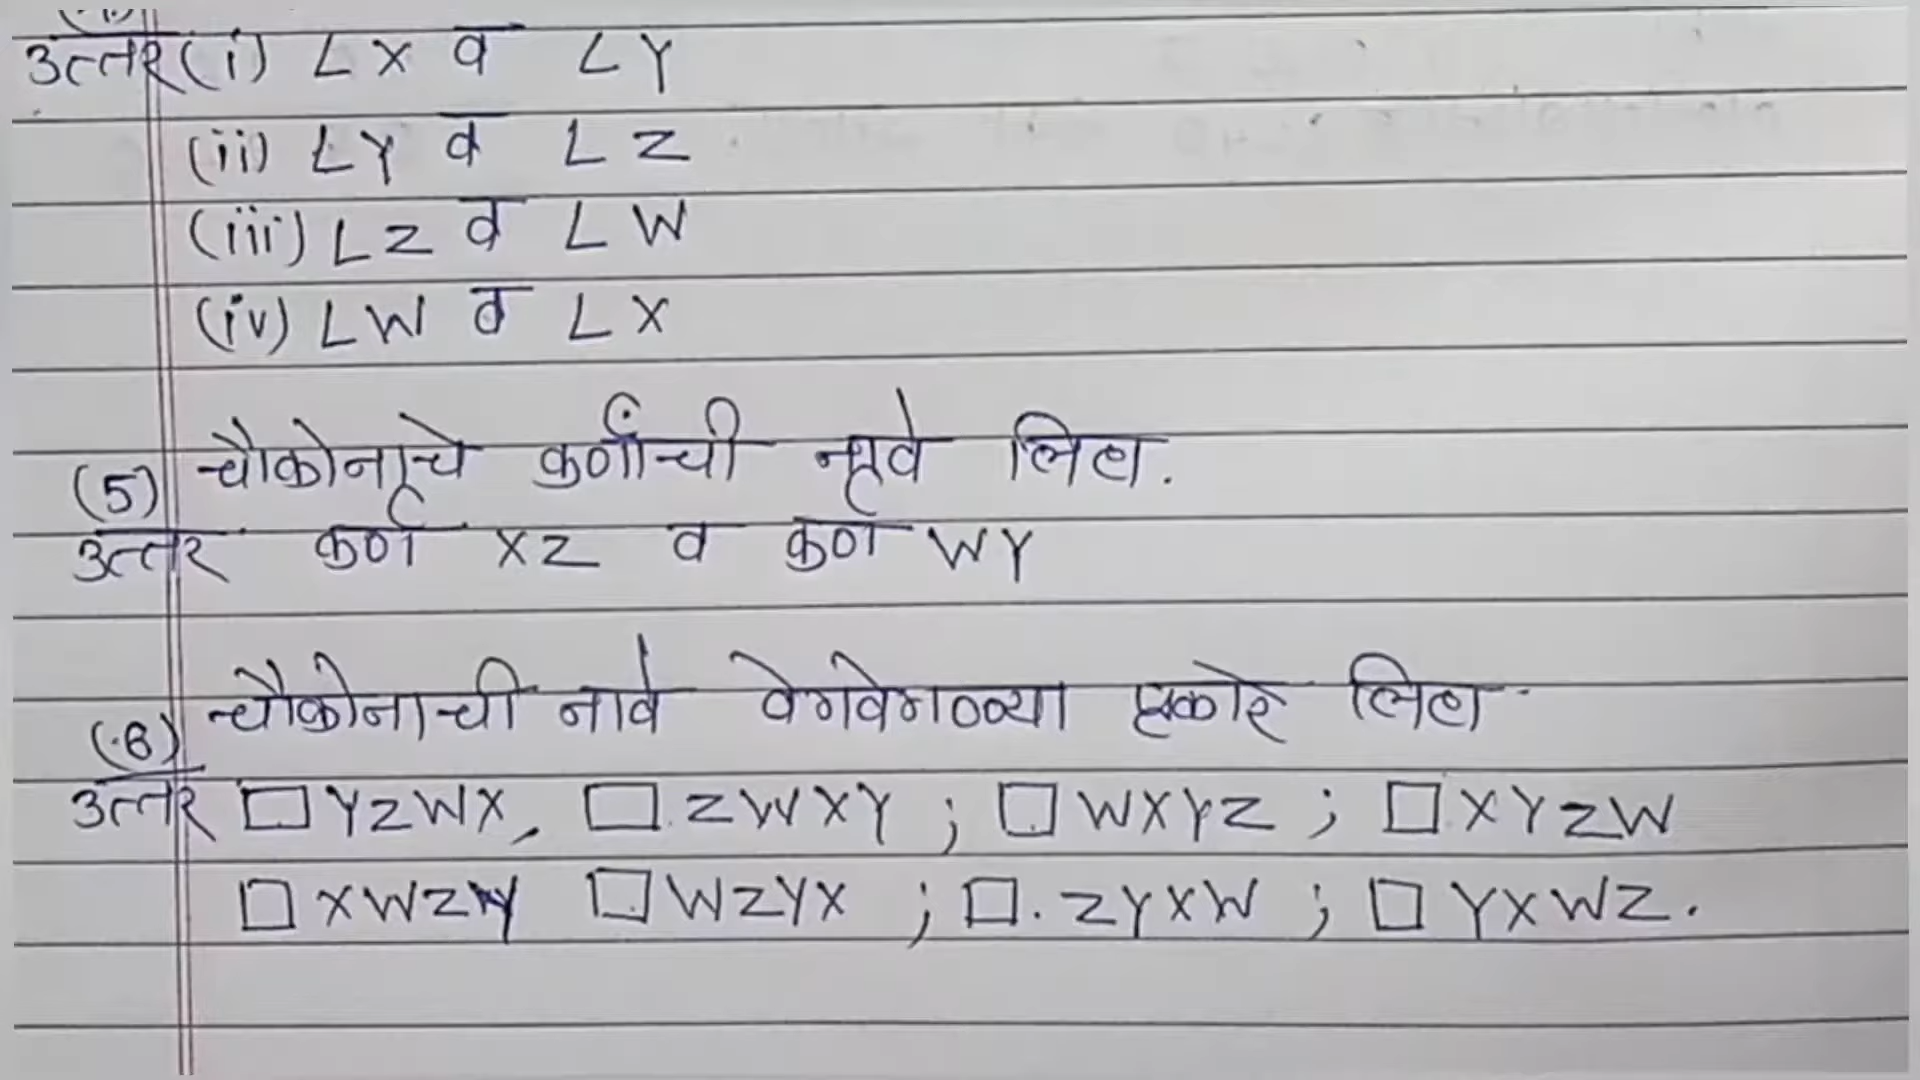 उत्तर (i) ∠X व ∠Y
(ii) ∠Y व ∠Z
(iii) ∠Z व ∠W
(iv) ∠W व ∠X
(5) चौकोनाचे कर्णांची लिहा.
उत्तर कर्ण XZ व कर्ण WY
(6) चौकोनाची नावे वेगवेगळ्या प्रकारे लिहा
उत्तर □YZWX, □ZWXY ; □WXYZ ; □XYZW
□XWZY □WZYX ; □. ZYXW ; □YXWZ.